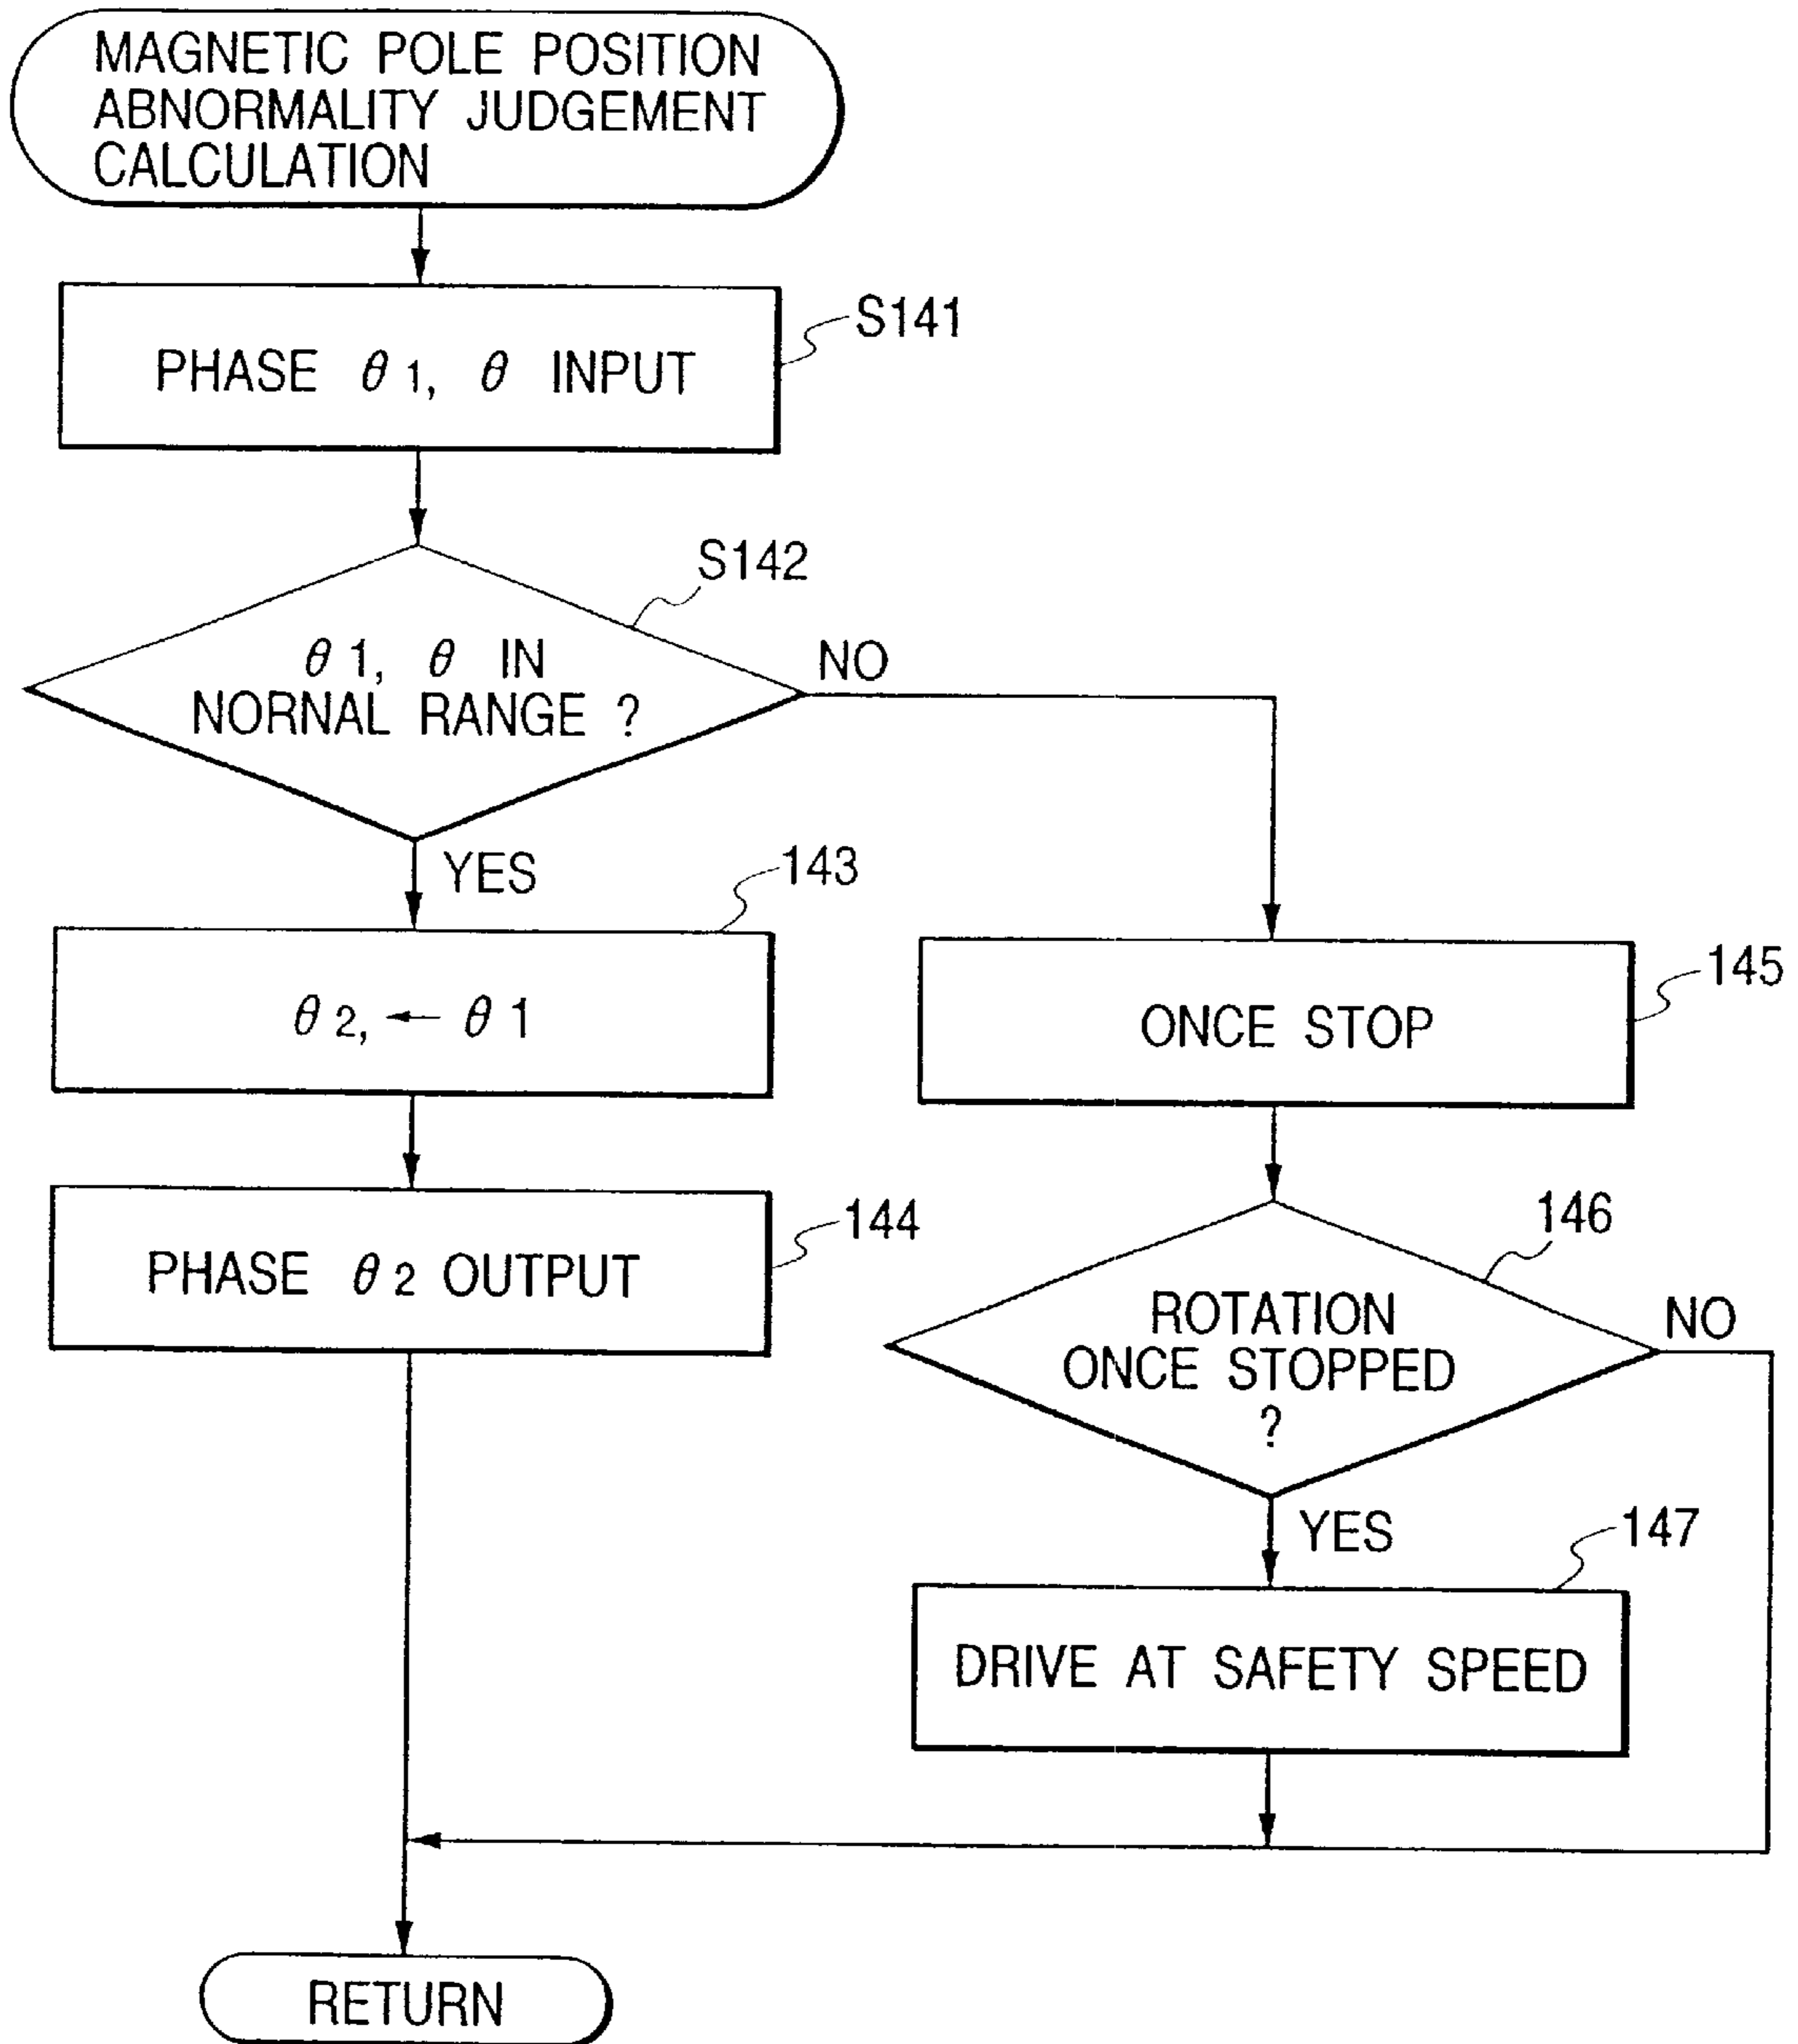 MAGNETIC POLE POSITION
ABNORMALITY JUDGEMENT
CALCULATION
S141
PHASE θ1, θ INPUT
S142
θ1, θ IN
NORNAL RANGE ?
NO
YES
143
θ2, ← θ1
145
ONCE STOP
144
PHASE θ2 OUTPUT
146
ROTATION
ONCE STOPPED
?
NO
YES
147
DRIVE AT SAFETY SPEED
RETURN